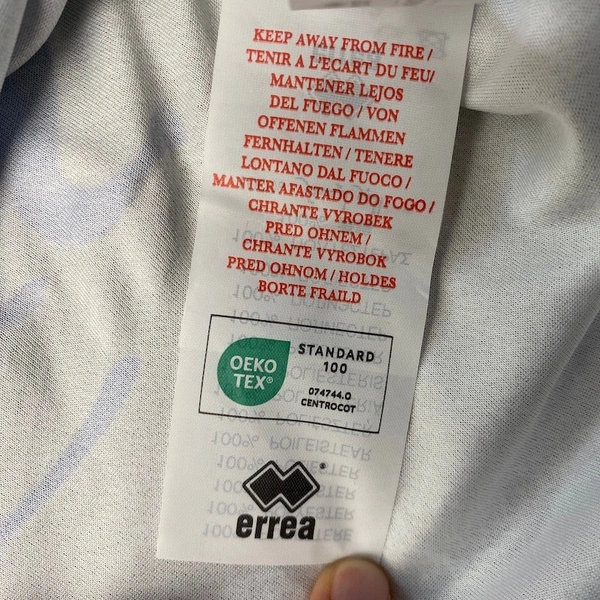 KEEP AWAY FROM FIRE /
TENIR A L'ECART DU FEU/
MANTENER LEJOS
DEL FUEGO / VON
OFFENEN FLAMMEN
FERNHALTEN / TENERE
LONTANO DAL FUOCO /
MANTER AFASTADO DO FOGO /
CHRANTE VYROBEK
PRED OHNEM /
CHRANTE VYROBOK
PRED OHNOM / HOLDES
BORTE FRAILD
OEKO
TEX®
STANDARD
100
074744.0
CENTROCOT
®
errea